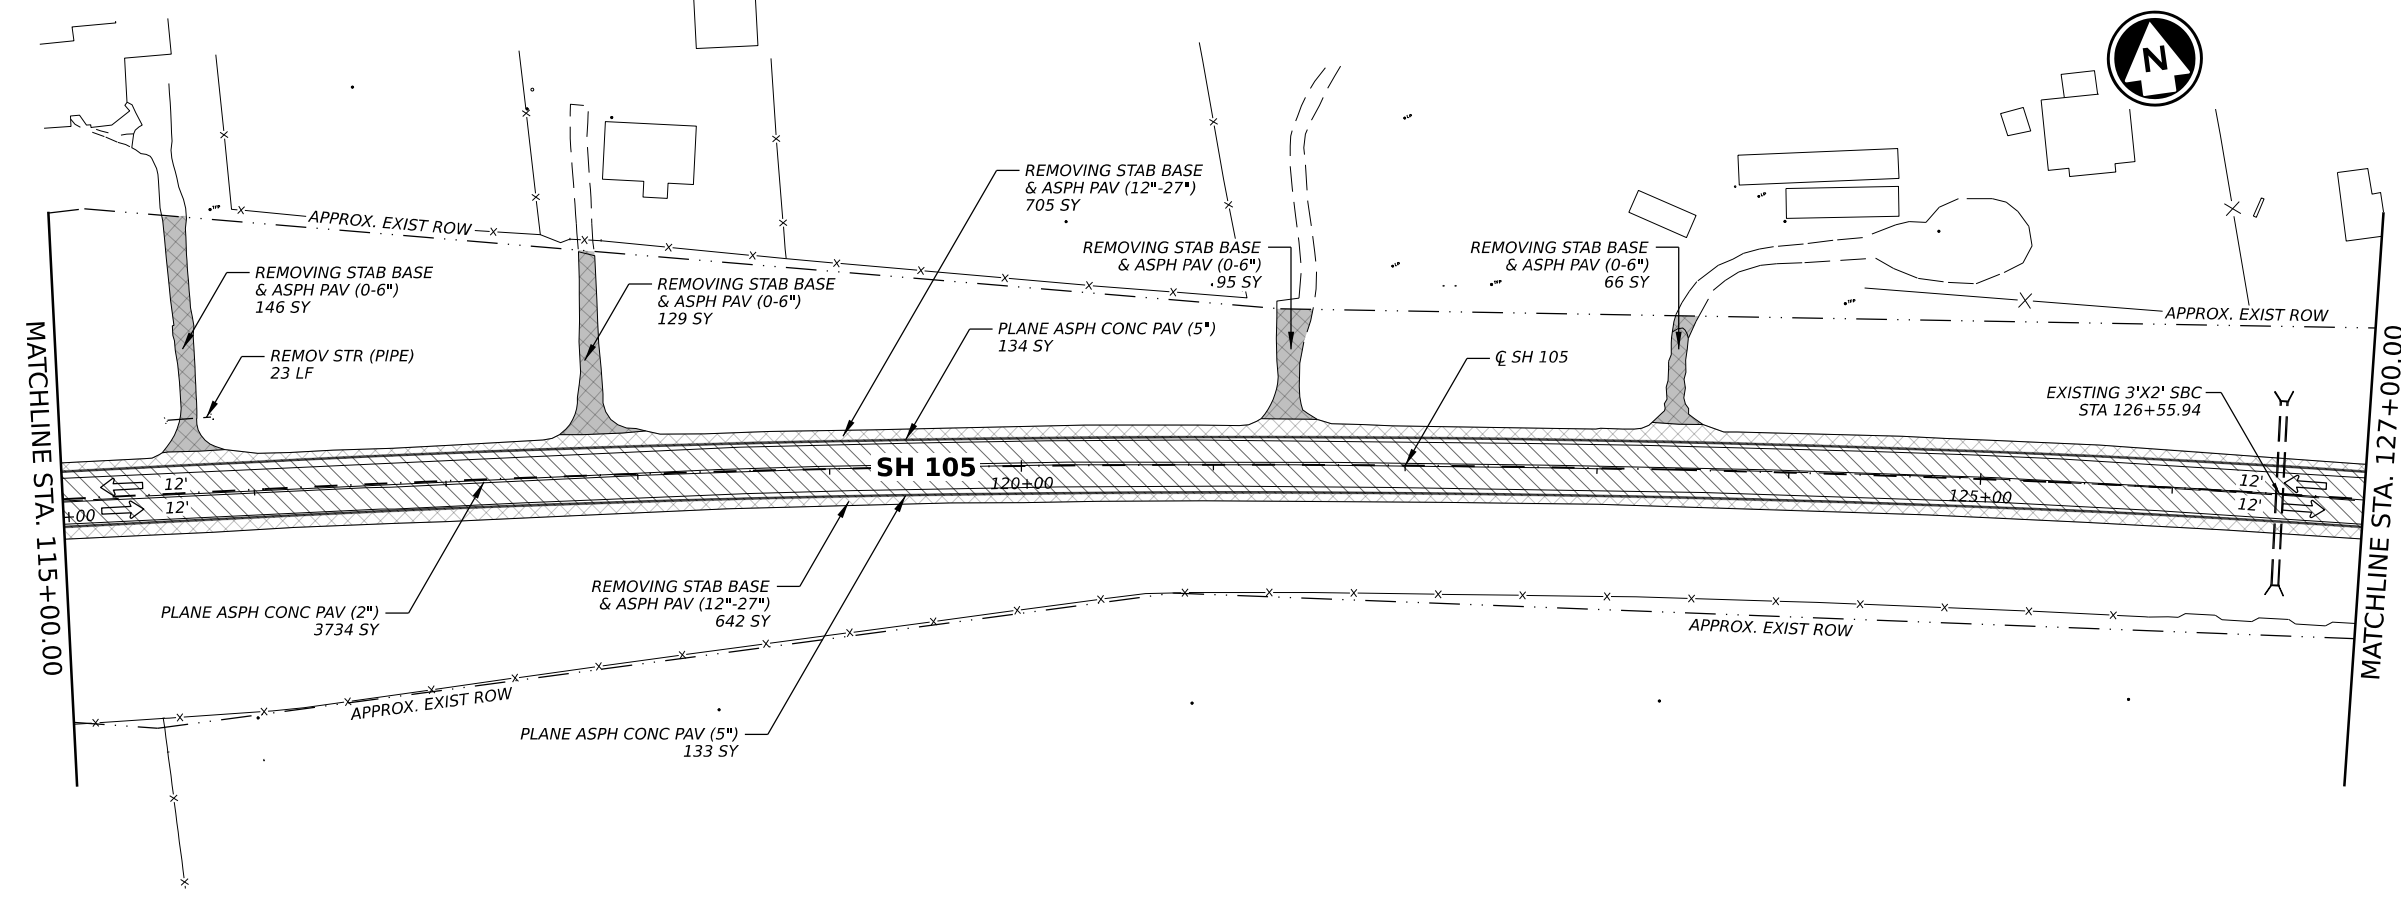 N
REMOVING STAB BASE
& ASPH PAV (12"-27")
705 SY
APPROX. EXIST ROW
REMOVING STAB BASE
& ASPH PAV (0-6")
95 SY
REMOVING STAB BASE
& ASPH PAV (0-6")
66 SY
REMOVING STAB BASE
& ASPH PAV (0-6")
146 SY
REMOVING STAB BASE
& ASPH PAV (0-6")
129 SY
APPROX. EXIST ROW
PLANE ASPH CONC PAV (5")
134 SY
REMOV STR (PIPE)
23 LF
℄ SH 105
EXISTING 3'X2' SBC
STA 126+55.94
MATCHLINE STA. 115+00.00
MATCHLINE STA. 127+00.00
SH 105
12'
12'
+00
120+00
125+00
12'
12'
REMOVING STAB BASE
& ASPH PAV (12"-27")
642 SY
PLANE ASPH CONC PAV (2")
3734 SY
APPROX. EXIST ROW
APPROX. EXIST ROW
PLANE ASPH CONC PAV (5")
133 SY